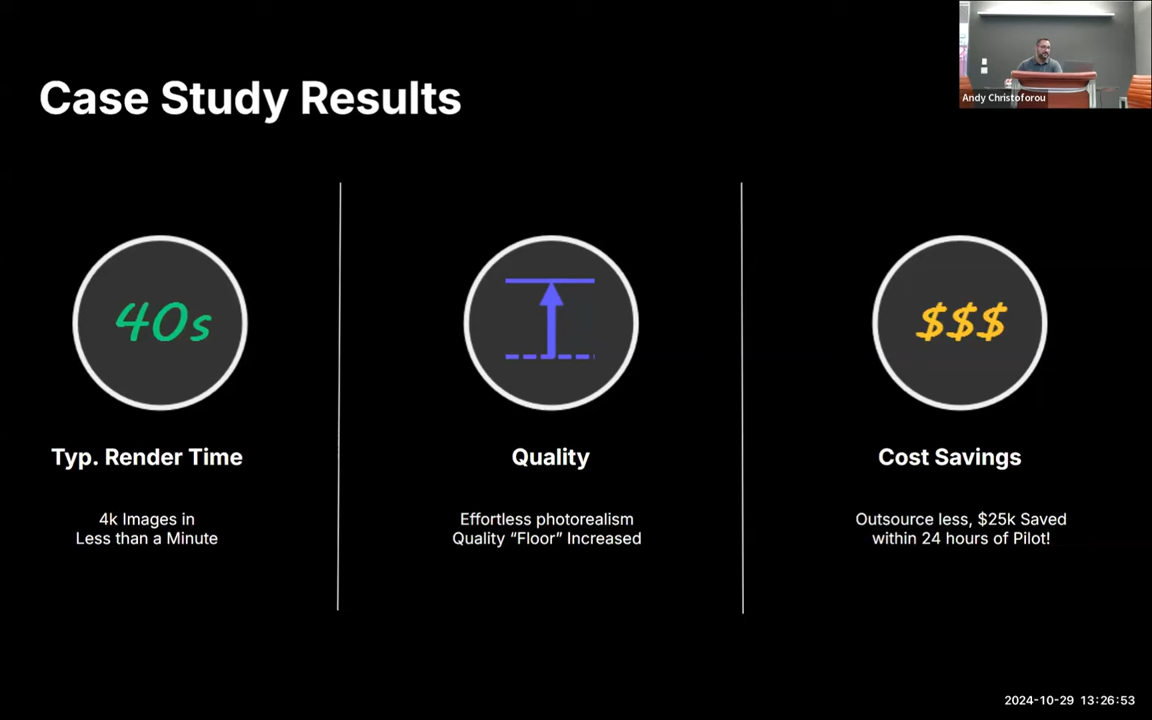 Case Study Results
Andy Christoforou
40s
$$$
Typ. Render Time
Quality
Cost Savings
4k Images in
Less than a Minute
Effortless photorealism
Quality “Floor” Increased
Outsource less, $25k Saved
within 24 hours of Pilot!
2024-10-29 13:26:53